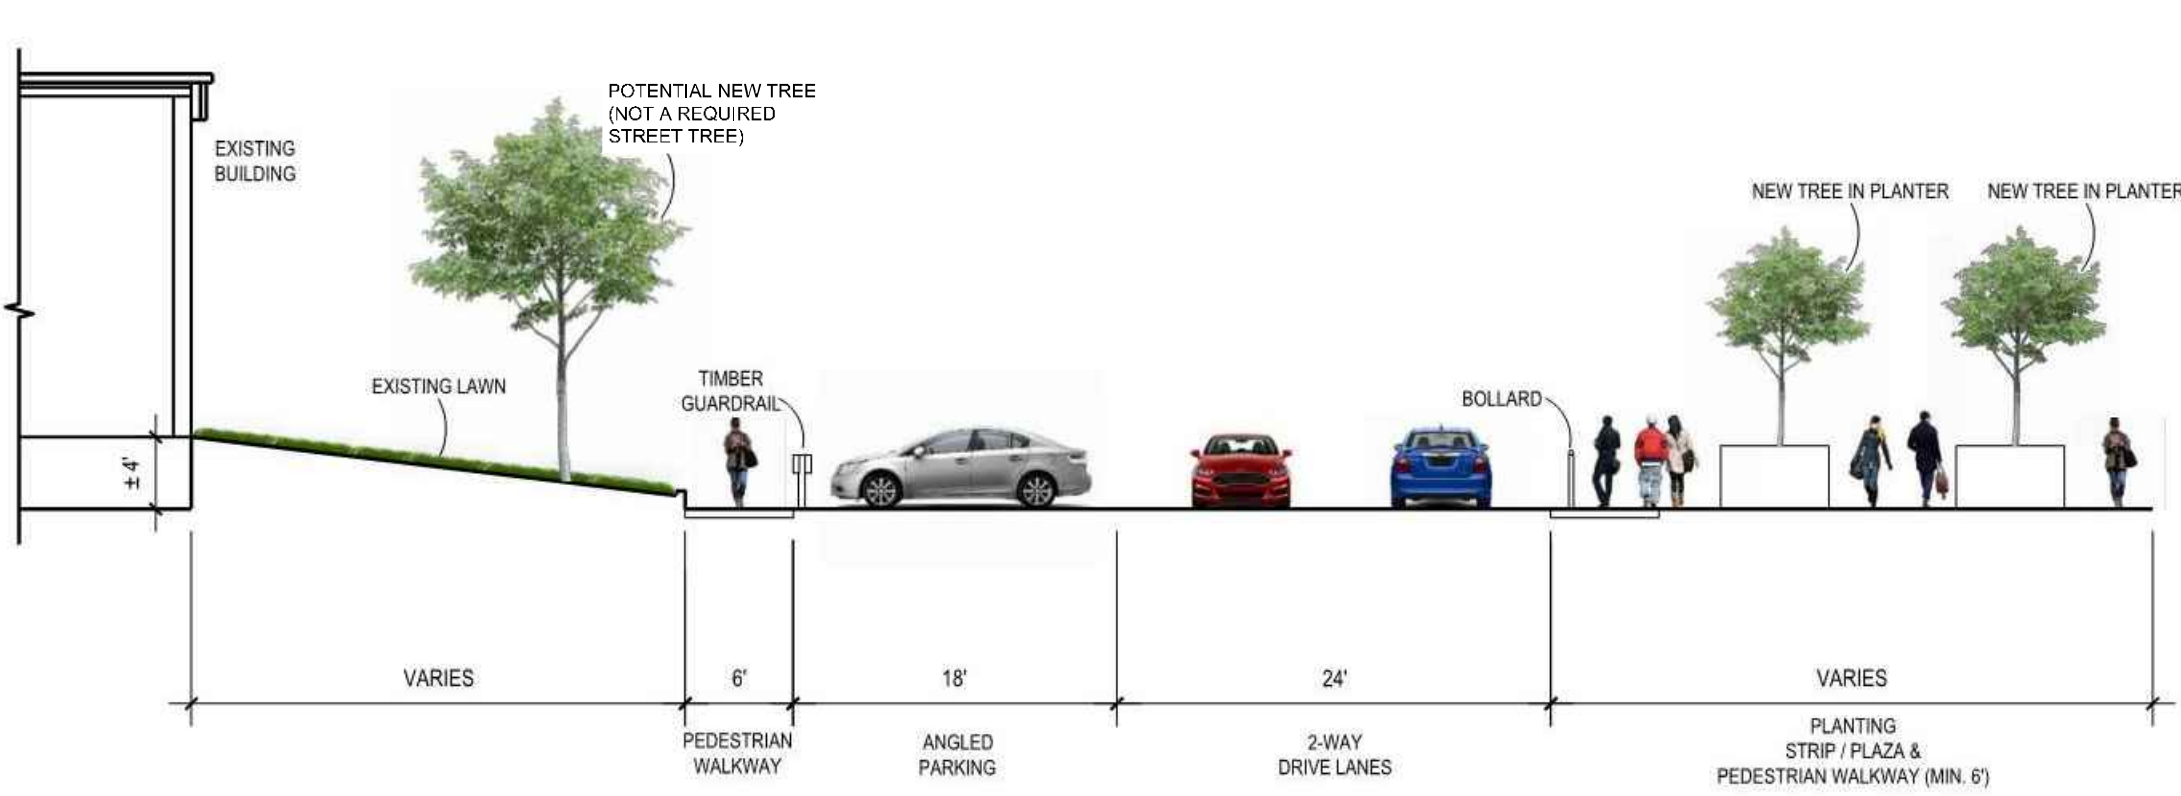 POTENTIAL NEW TREE
(NOT A REQUIRED
STREET TREE)
EXISTING
BUILDING
NEW TREE IN PLANTER
NEW TREE IN PLANTER
EXISTING LAWN
TIMBER
GUARDRAIL
BOLLARD
±4'
VARIES
6'
18'
24'
VARIES
PEDESTRIAN
WALKWAY
ANGLED
PARKING
2-WAY
DRIVE LANES
PLANTING
STRIP / PLAZA &
PEDESTRIAN WALKWAY (MIN. 6')